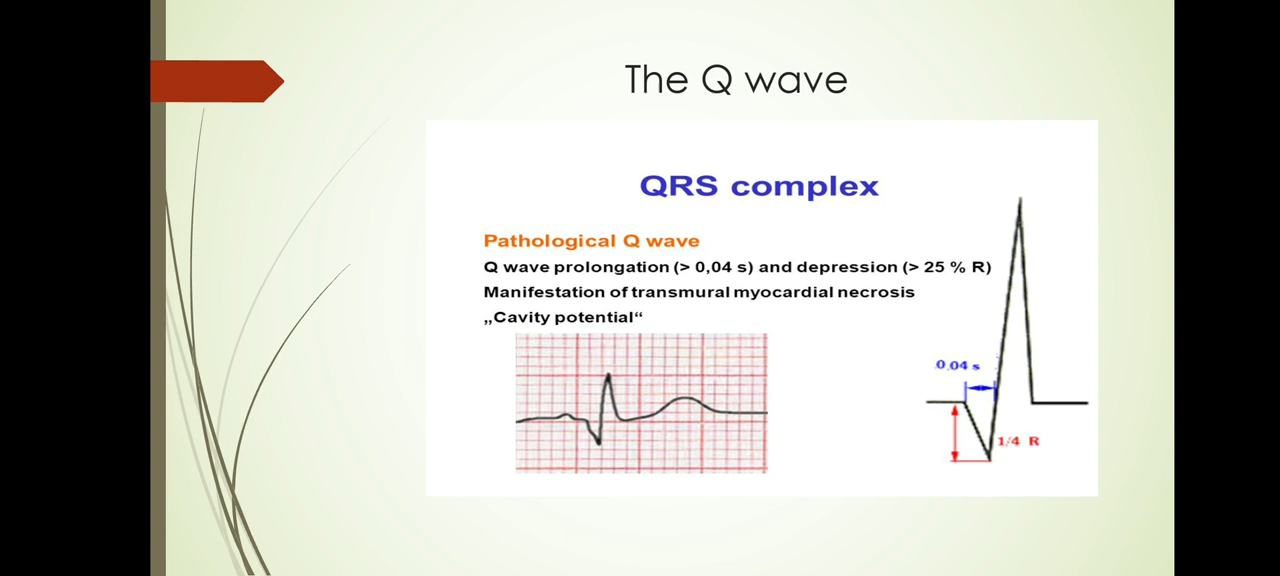 The Q wave
QRS complex
Pathological Q wave
Q wave prolongation (> 0,04 s) and depression (> 25 % R)
Manifestation of transmural myocardial necrosis
„Cavity potential“
0,04 s
1/4 R